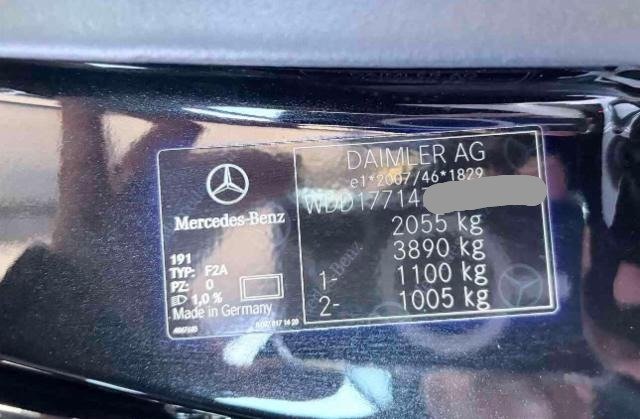 Mercedes-Benz
191
TYP: F2A
PZ: 0
1,0 %
Made in Germany
DAIMLER AG
e1*2007/46*1829
WDD177147
2055 kg
3890 kg
1- 1100 kg
2- 1005 kg